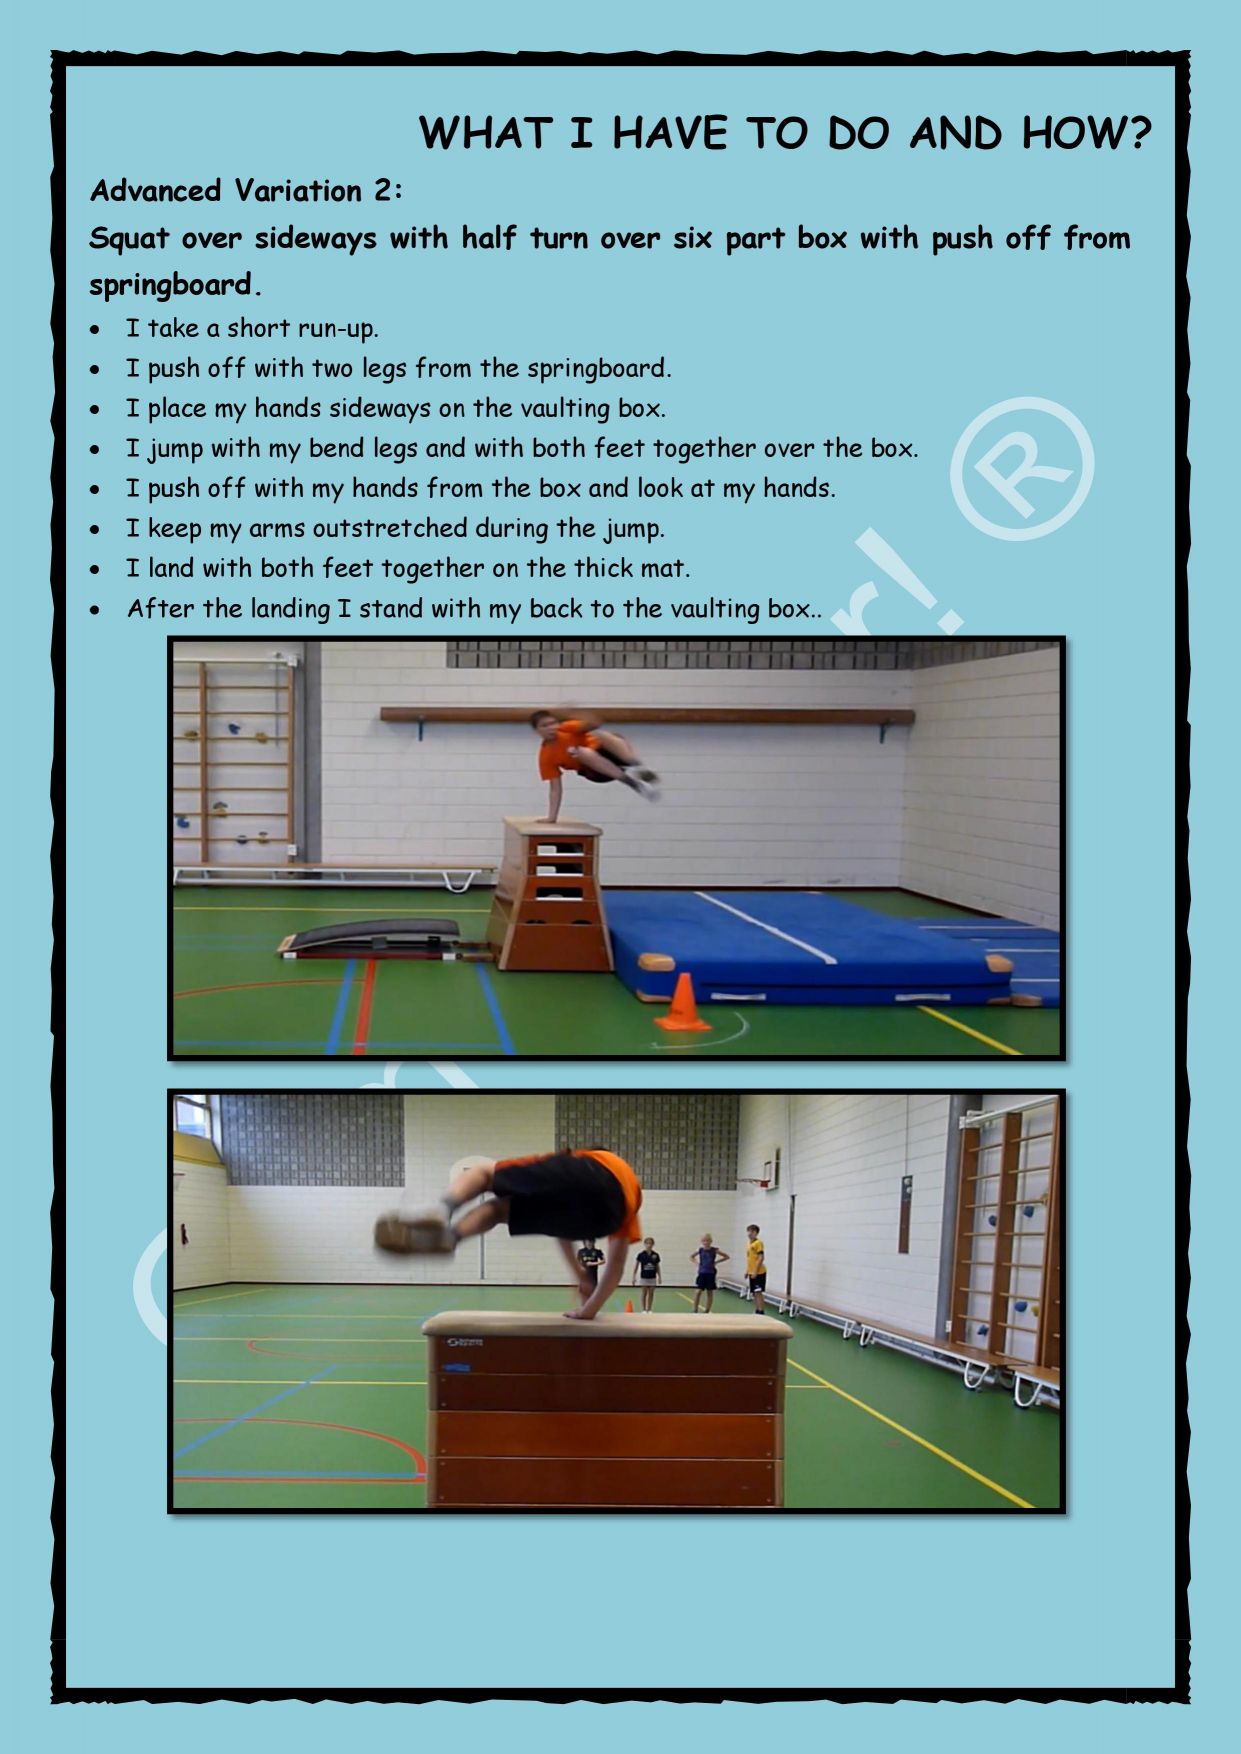 WHAT I HAVE TO DO AND HOW?
Advanced Variation 2:
Squat over sideways with half turn over six part box with push off from
springboard.
• I take a short run-up.
• I push off with two legs from the springboard.
• I place my hands sideways on the vaulting box.
• I jump with my bend legs and with both feet together over the box.
• I push off with my hands from the box and look at my hands.
• I keep my arms outstretched during the jump.
• I land with both feet together on the thick mat.
• After the landing I stand with my back to the vaulting box..
r! ®